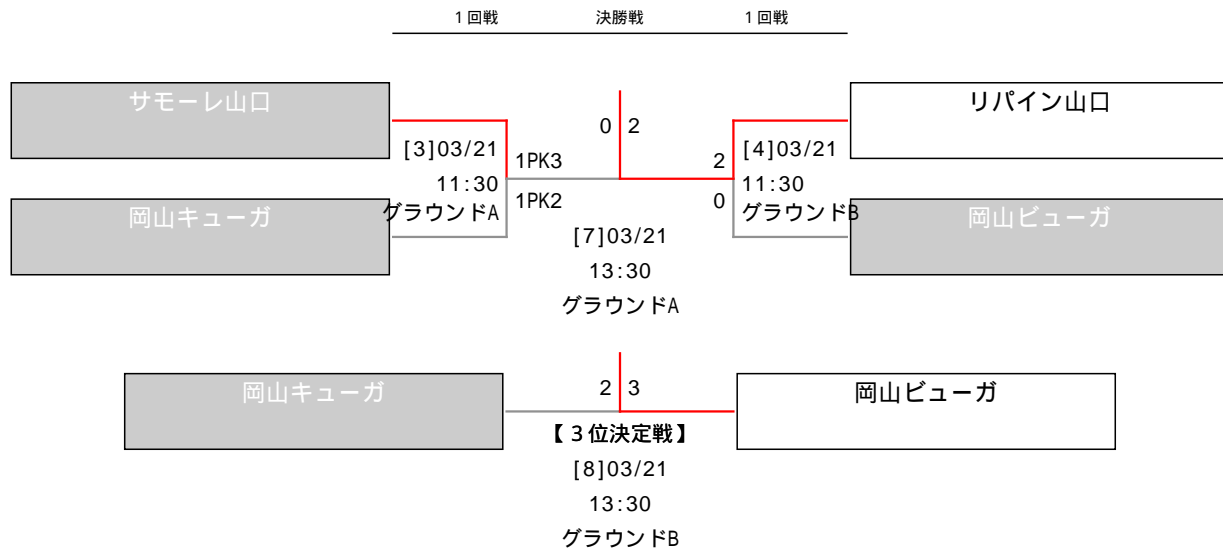 1回戦 決勝戦 1回戦
サモーレ山口
リパイン山口
0 2
[3]03/21
11:30
グラウンドA
1PK3
1PK2
2
0
[4]03/21
11:30
グラウンドB
岡山キューガ
岡山ビューガ
[7]03/21
13:30
グラウンドA
岡山キューガ
2 3
岡山ビューガ
【3位決定戦】
[8]03/21
13:30
グラウンドB